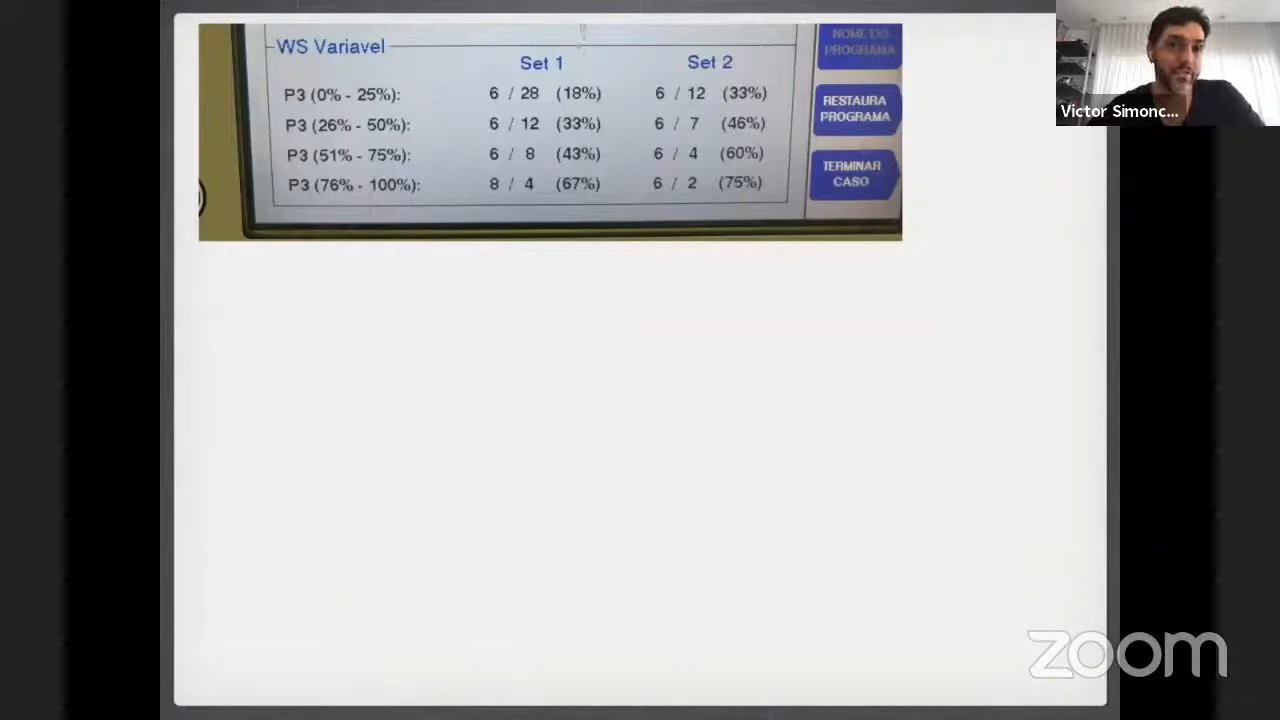 WS Variavel
Set 1 Set 2
P3 (0% - 25%): 6 / 28 (18%) 6 / 12 (33%)
P3 (26% - 50%): 6 / 12 (33%) 6 / 7 (46%)
P3 (51% - 75%): 6 / 8 (43%) 6 / 4 (60%)
P3 (76% - 100%): 8 / 4 (67%) 6 / 2 (75%)
NOME DO
PROGRAMA
RESTAURA
PROGRAMA
TERMINAR
CASO
Victor Simonc...
zoom